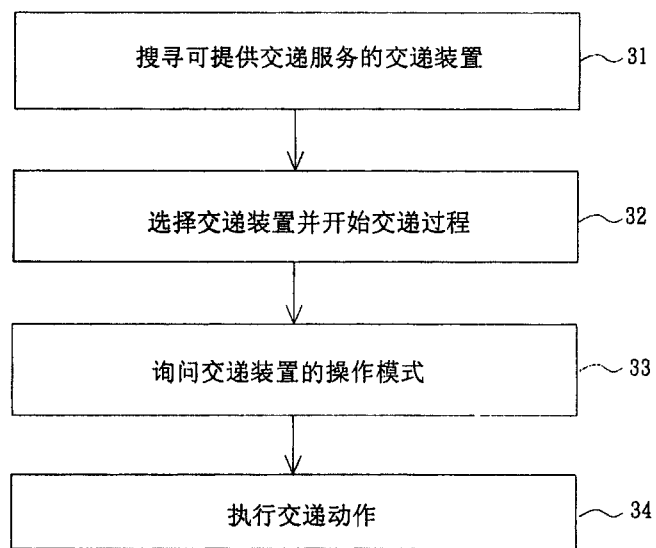 搜寻可提供交递服务的交递装置
31
选择交递装置并开始交递过程
32
询问交递装置的操作模式
33
执行交递动作
34